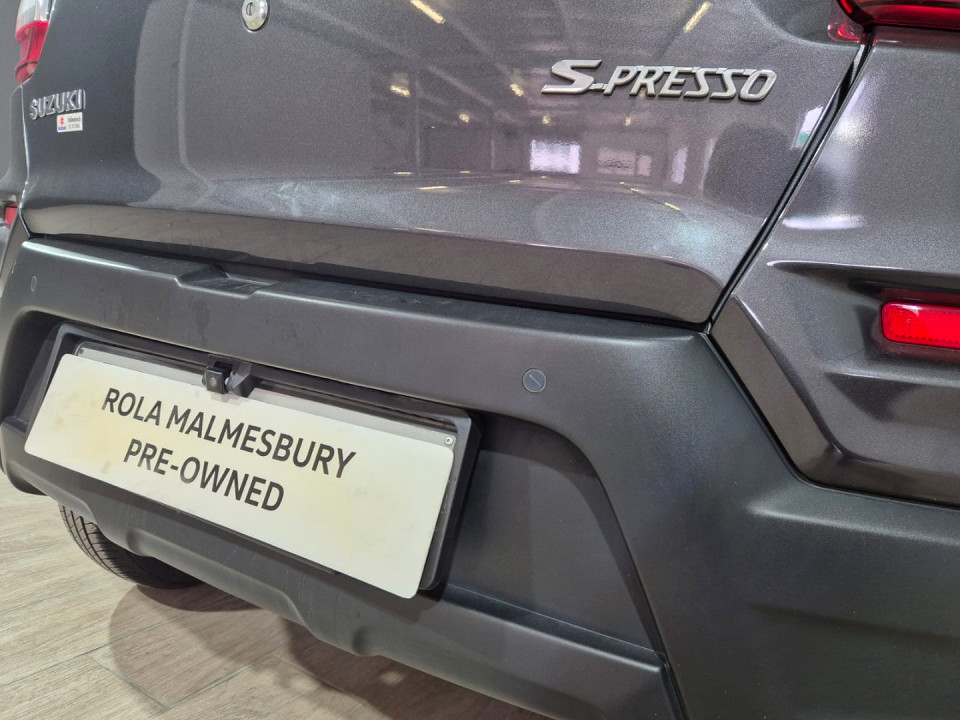 S-PRESSO
SUZUKI
ROLA MALMESBURY
PRE-OWNED